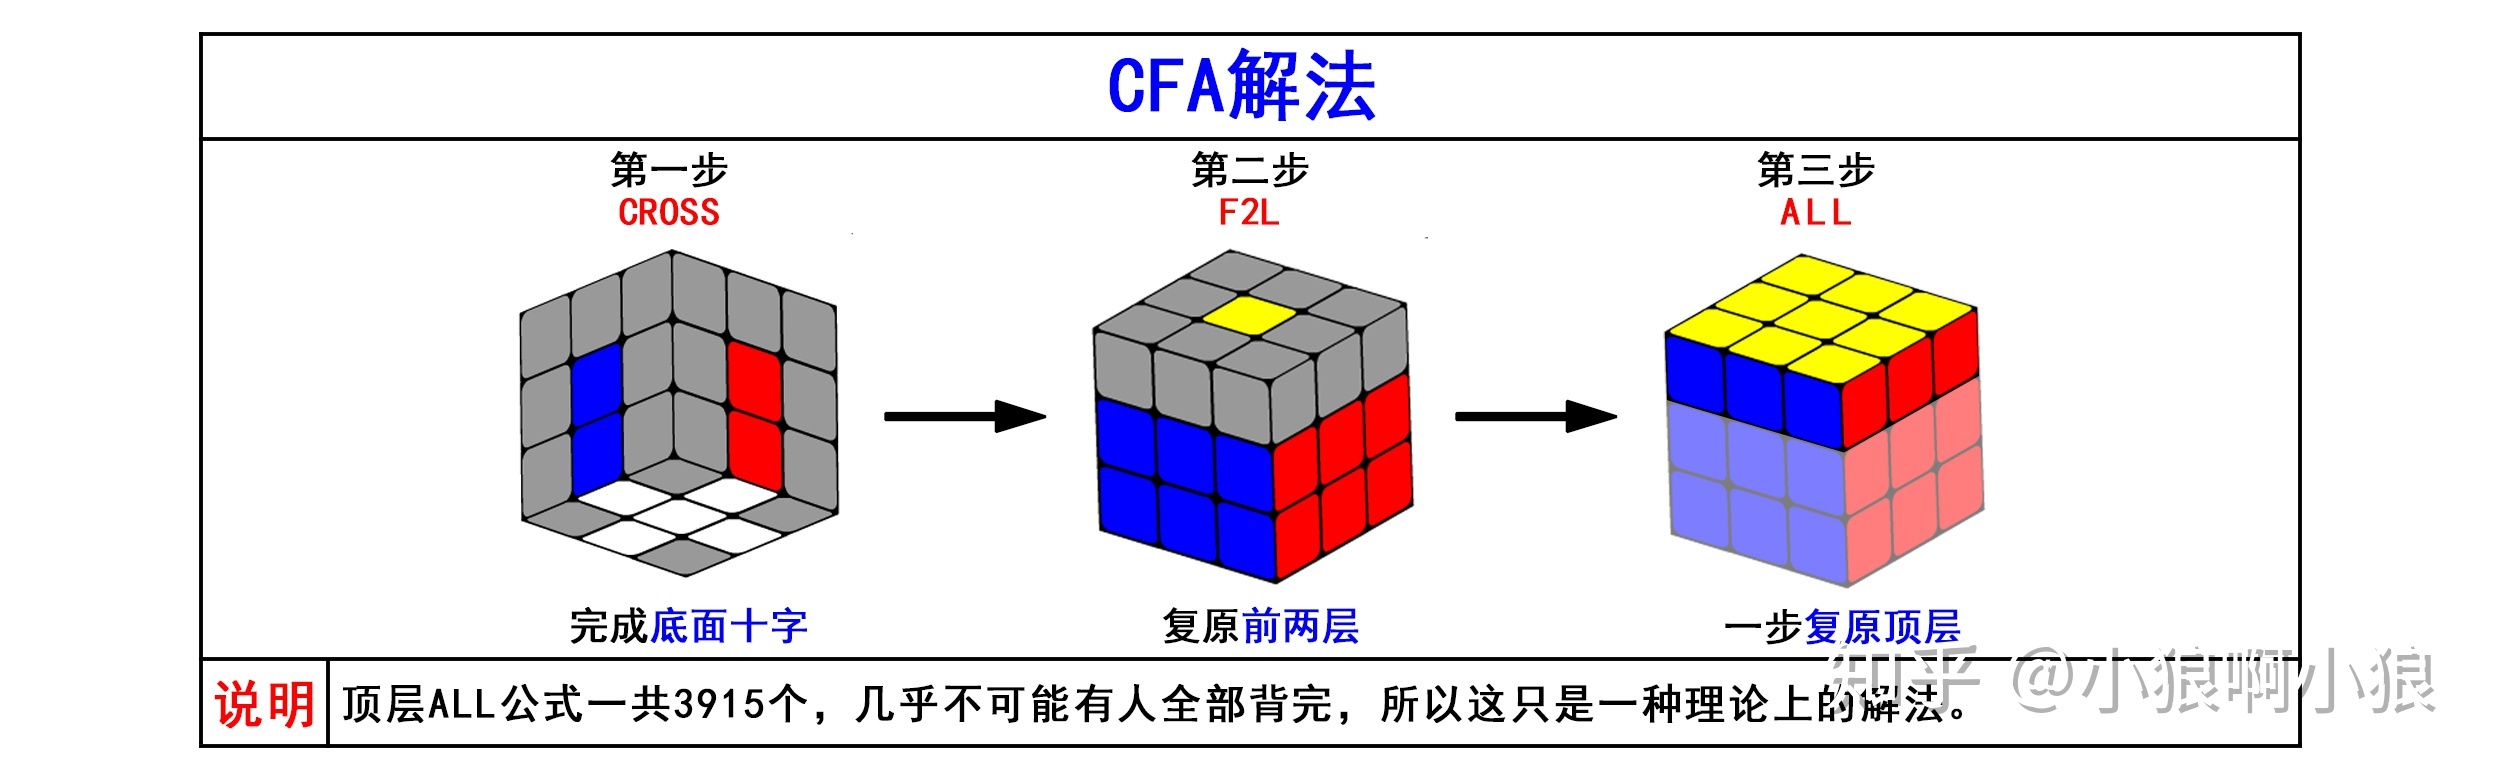 CFA解法
第一步
CROSS
第二步
F2L
第三步
ALL
完成底面十字
复原前两层
一步复原顶层
说明
顶层ALL公式一共3915个，几乎不可能有人全部背完，所以这只是一种理论上的解法。
知乎 @小狼啊小狼